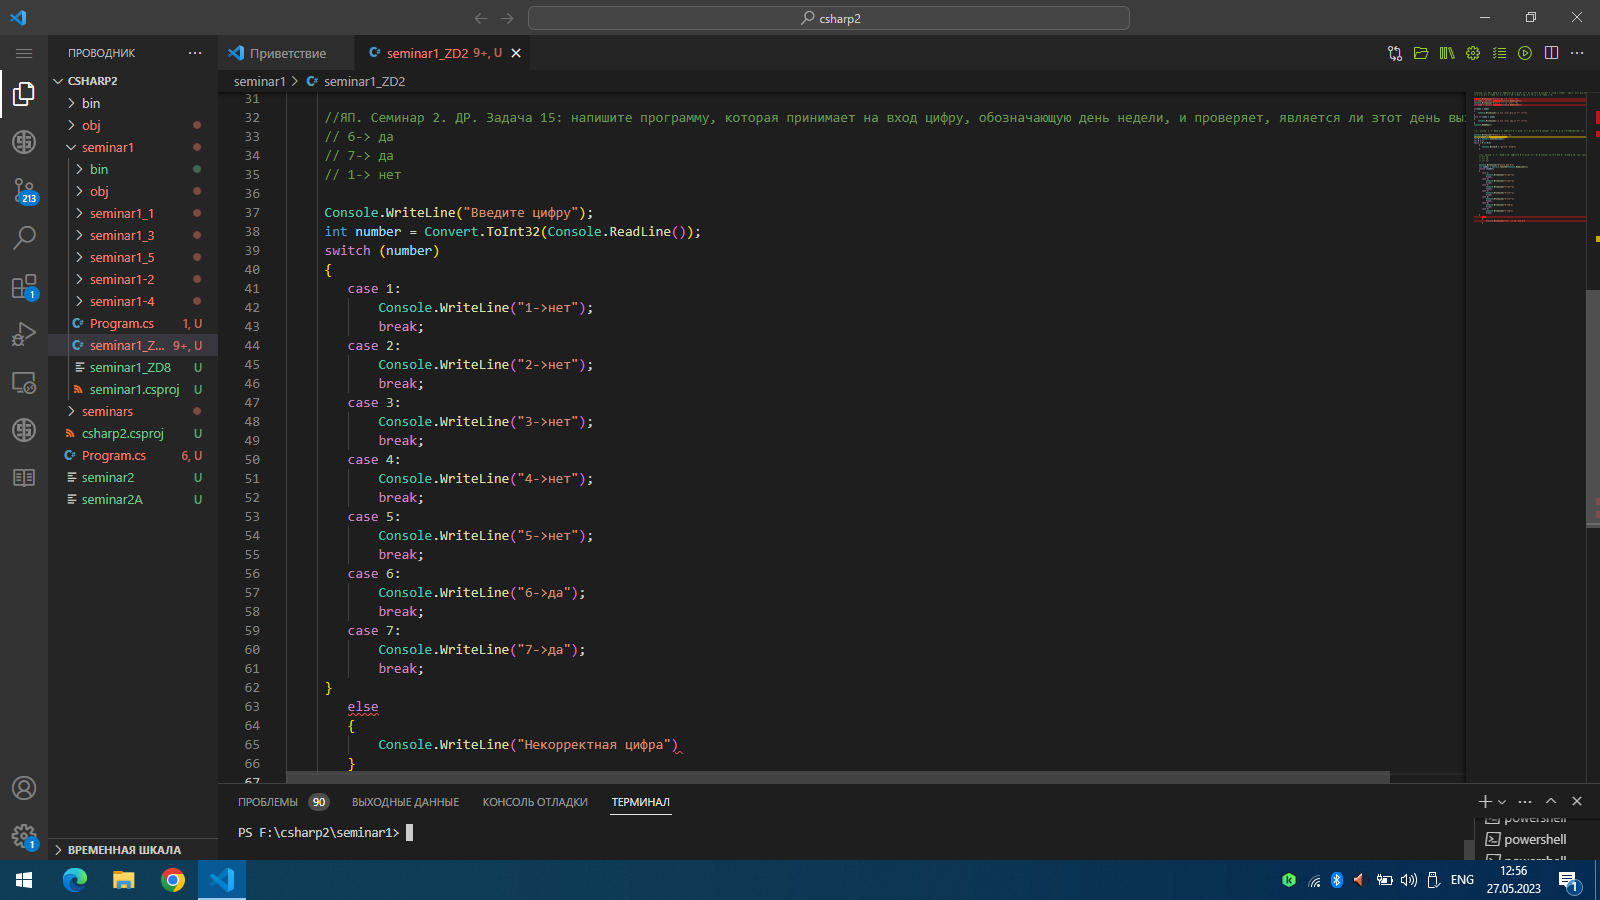 csharp2
ПРОВОДНИК
Приветствие
seminar1_ZD2 9+, U
CSHARP2
seminar1 > seminar1_ZD2
bin
obj
seminar1
bin
obj
seminar1_1
seminar1_3
seminar1_5
seminar1-2
seminar1-4
Program.cs 1, U
seminar1_Z... 9+, U
seminar1_ZD8 U
seminar1.csproj U
seminars
csharp2.csproj U
Program.cs 6, U
seminar2 U
seminar2A U
213
1
1
ВРЕМЕННАЯ ШКАЛА
31
32 //ЯП. Семинар 2. ДР. Задача 15: напишите программу, которая принимает на вход цифру, обозначающую день недели, и проверяет, является ли этот день вы
33 // 6-> да
34 // 7-> да
35 // 1-> нет
36
37 Console.WriteLine("Введите цифру");
38 int number = Convert.ToInt32(Console.ReadLine());
39 switch (number)
40 {
41 case 1:
42 Console.WriteLine("1->нет");
43 break;
44 case 2:
45 Console.WriteLine("2->нет");
46 break;
47 case 3:
48 Console.WriteLine("3->нет");
49 break;
50 case 4:
51 Console.WriteLine("4->нет");
52 break;
53 case 5:
54 Console.WriteLine("5->нет");
55 break;
56 case 6:
57 Console.WriteLine("6->да");
58 break;
59 case 7:
60 Console.WriteLine("7->да");
61 break;
62 }
63 else
64 {
65 Console.WriteLine("Некорректная цифра")
66 }
67
ПРОБЛЕМЫ 90 ВЫХОДНЫЕ ДАННЫЕ КОНСОЛЬ ОТЛАДКИ ТЕРМИНАЛ
PS F:\csharp2\seminar1>
powershell
powershell
powershell
ENG
12:56
27.05.2023
1